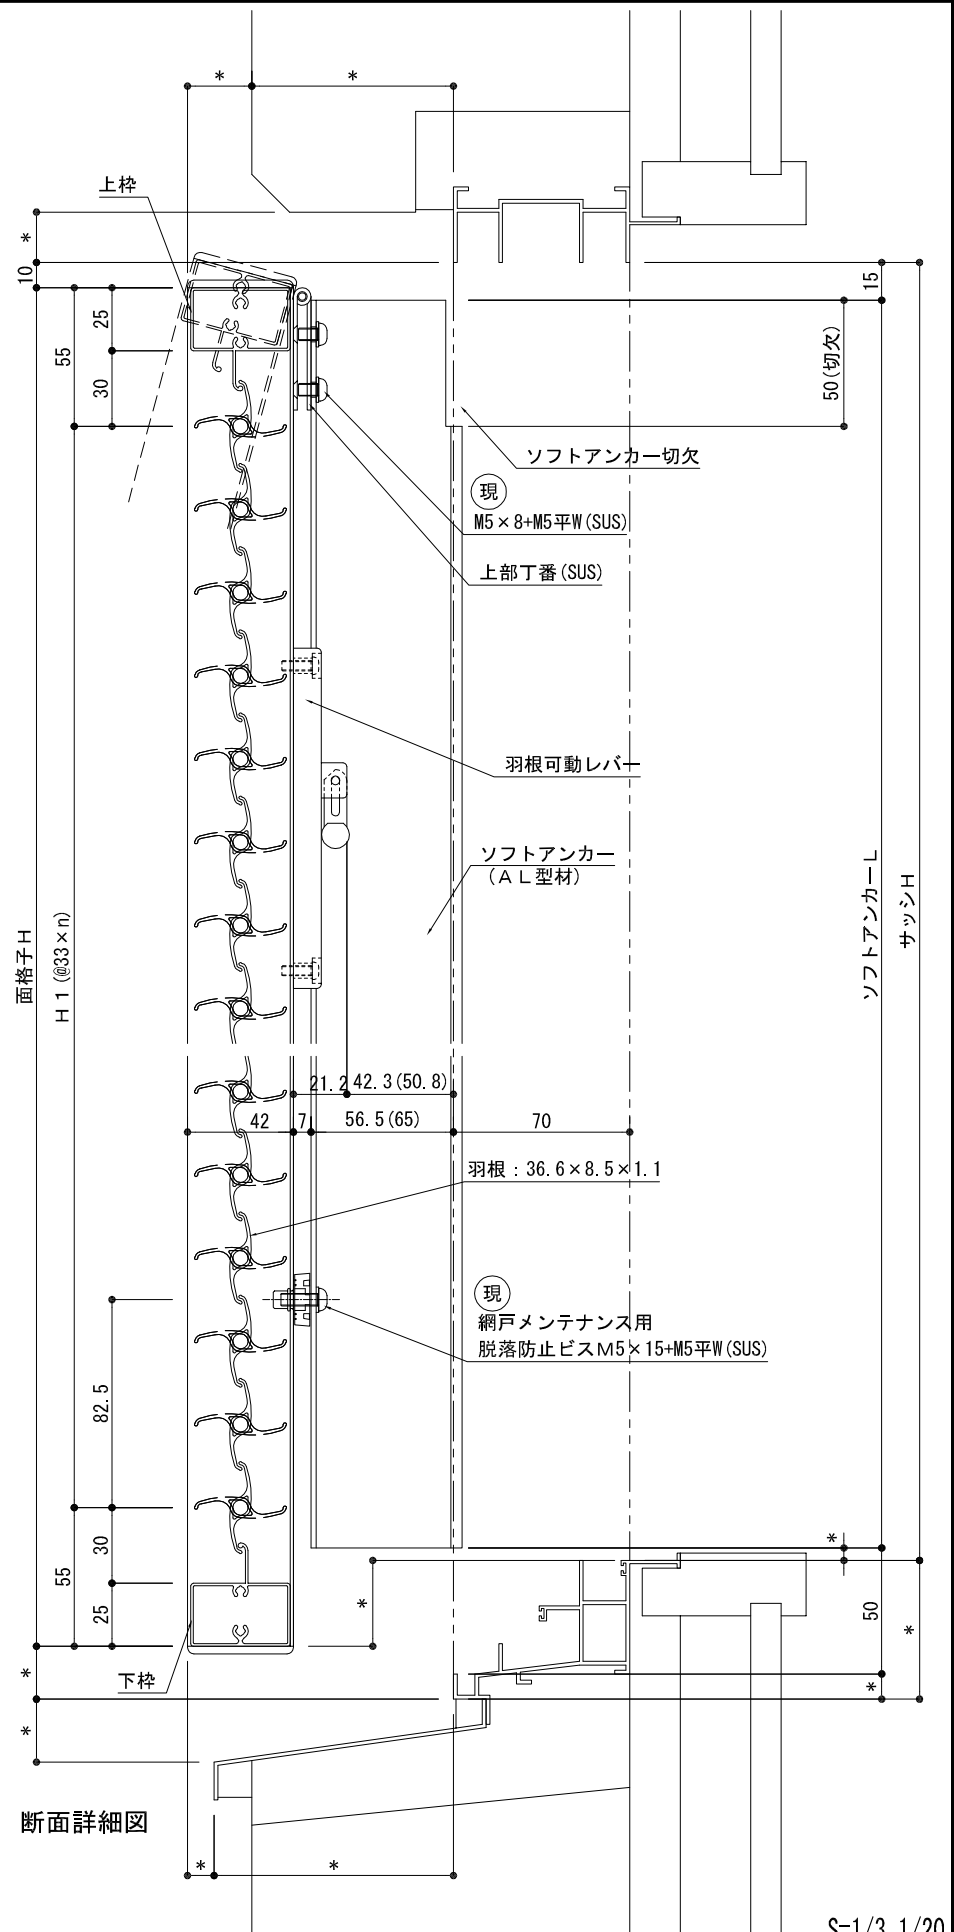 *
*
上枠
*
10
55
25
30
15
50(切欠)
ソフトアンカー切欠
現
M5×8+M5平W(SUS)
上部丁番(SUS)
羽根可動レバー
ソフトアンカー
(AL型材)
面格子H
H1(@33×n)
ソフトアンカーL
サッシH
21.2
42.3(50.8)
42
7
56.5(65)
70
羽根:36.6×8.5×1.1
現
網戸メンテナンス用
脱落防止ビスM5×15+M5平W(SUS)
82.5
30
55
25
*
*
50
*
*
*
下枠
*
断面詳細図
*
*
S=1/3,1/20